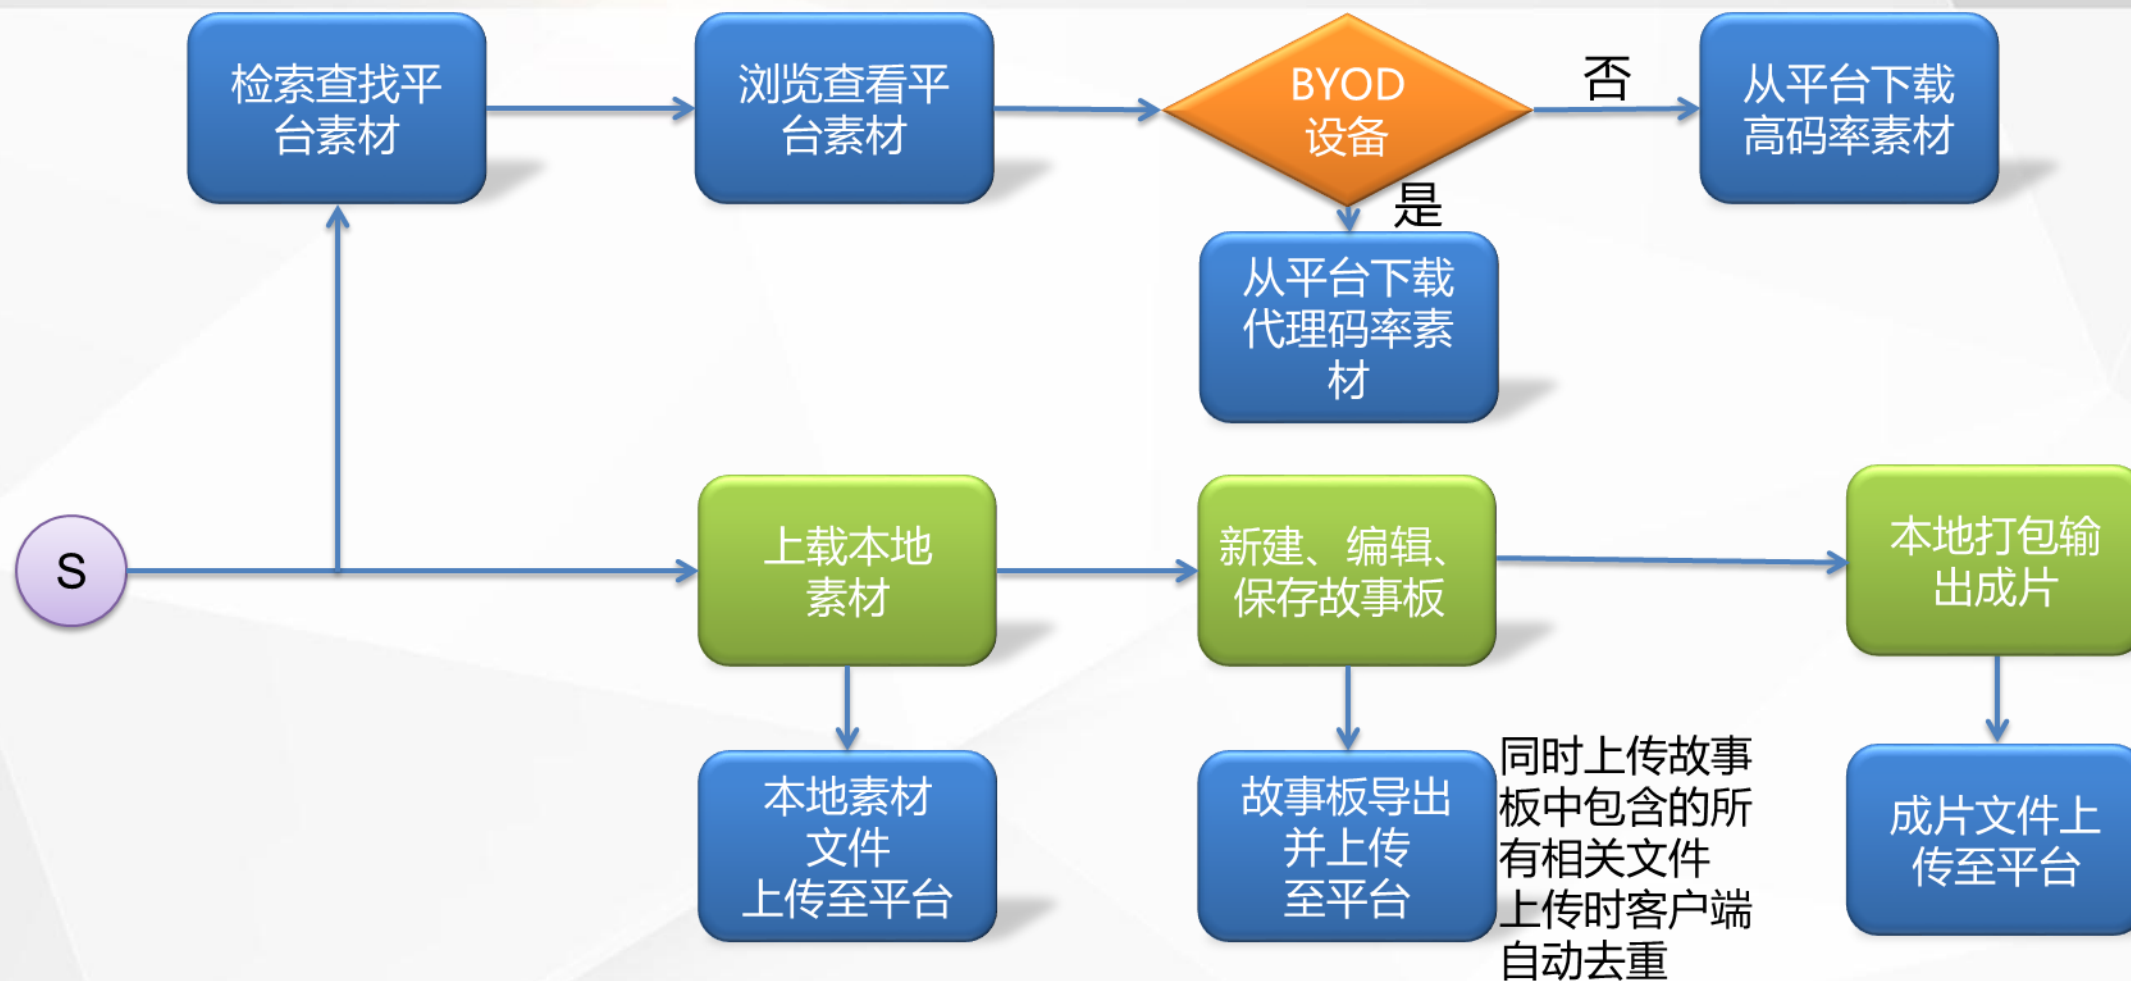 检索查找平
台素材
浏览查看平
台素材
BYOD
设备
否
从平台下载
高码率素材
是
从平台下载
代理码率素
材
S
上载本地
素材
新建、编辑、
保存故事板
本地打包输
出成片
本地素材
文件
上传至平台
故事板导出
并上传
至平台
同时上传故事
板中包含的所
有相关文件
上传时客户端
自动去重
成片文件上
传至平台